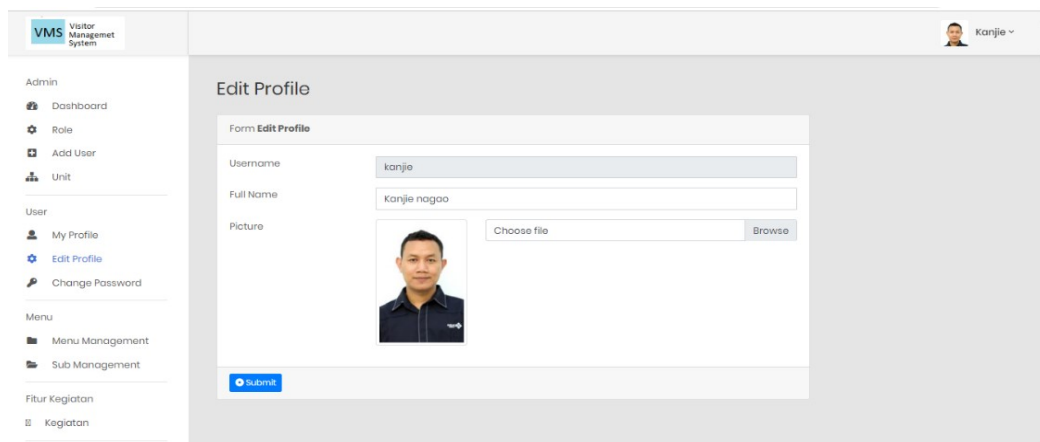 VMS Visitor
Managemet
System
Kanjie
Admin
Dashboard
Role
Add User
Unit
User
My Profile
Edit Profile
Change Password
Menu
Menu Management
Sub Management
Fitur Kegiatan
Kegiatan
Edit Profile
Form Edit Profile
Username
kanjie
Full Name
Kanjie nagao
Picture
Choose file
Browse
Submit